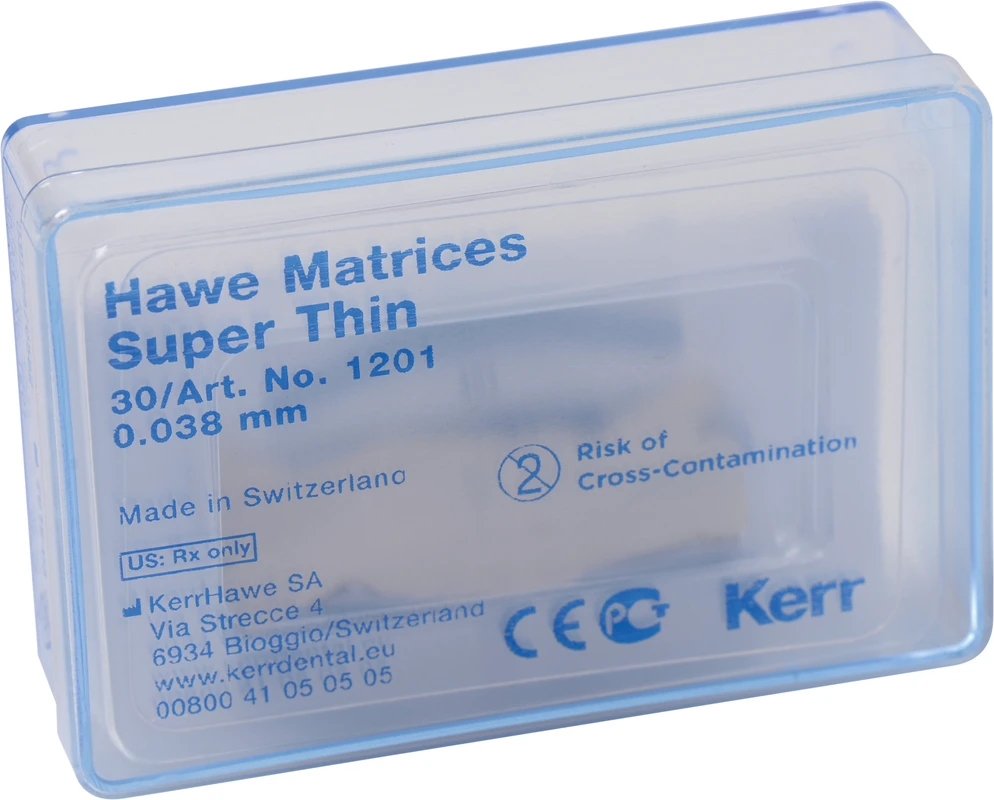 Hawe Matrices
Super Thin
30/Art. No. 1201
0.038 mm
Made in Switzerland
2 Risk of
Cross-Contamination
US: Rx only
KerrHawe SA
Via Strecce 4
6934 Bioggio/Switzerland
www.kerrdental.eu
00800 41 05 05 05
CE PCT
Kerr